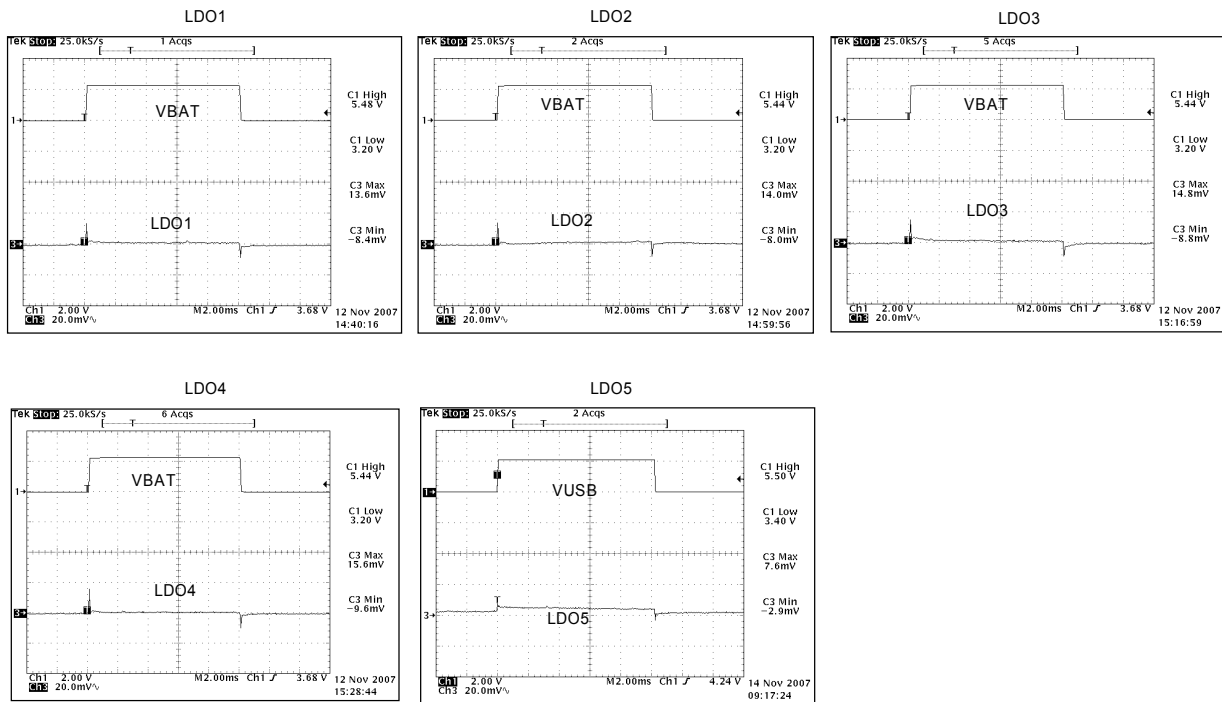 LDO1
Tek Stop: 25.0kS/s 1 Acqs
[ T ]
VBAT
LDO1
1→
3→
T
C1 High
5.48 V
C1 Low
3.20 V
C3 Max
13.6mV
C3 Min
-8.4mV
Ch1 2.00 V M2.00ms Ch1 ƒ 3.68 V
Ch3 20.0mV∿
12 Nov 2007
14:40:16
LDO2
Tek Stop: 25.0kS/s 2 Acqs
[ T ]
VBAT
LDO2
1→
3→
T
C1 High
5.44 V
C1 Low
3.20 V
C3 Max
14.0mV
C3 Min
-8.0mV
Ch1 2.00 V M2.00ms Ch1 ƒ 3.68 V
Ch3 20.0mV∿
12 Nov 2007
14:59:56
LDO3
Tek Stop: 25.0kS/s 5 Acqs
[ T ]
VBAT
LDO3
1→
3→
T
C1 High
5.44 V
C1 Low
3.20 V
C3 Max
14.8mV
C3 Min
-8.8mV
Ch1 2.00 V M2.00ms Ch1 ƒ 3.68 V
Ch3 20.0mV∿
12 Nov 2007
15:16:59
LDO4
Tek Stop: 25.0kS/s 6 Acqs
[ T ]
VBAT
LDO4
1→
3→
T
C1 High
5.44 V
C1 Low
3.20 V
C3 Max
15.6mV
C3 Min
-9.6mV
Ch1 2.00 V M2.00ms Ch1 ƒ 3.68 V
Ch3 20.0mV∿
12 Nov 2007
15:28:44
LDO5
Tek Stop: 25.0kS/s 2 Acqs
[ T ]
VUSB
LDO5
1→
3→
T
C1 High
5.50 V
C1 Low
3.40 V
C3 Max
7.6mV
C3 Min
-2.9mV
Ch1 2.00 V M2.00ms Ch1 ƒ 4.24 V
Ch3 20.0mV∿
14 Nov 2007
09:17:24